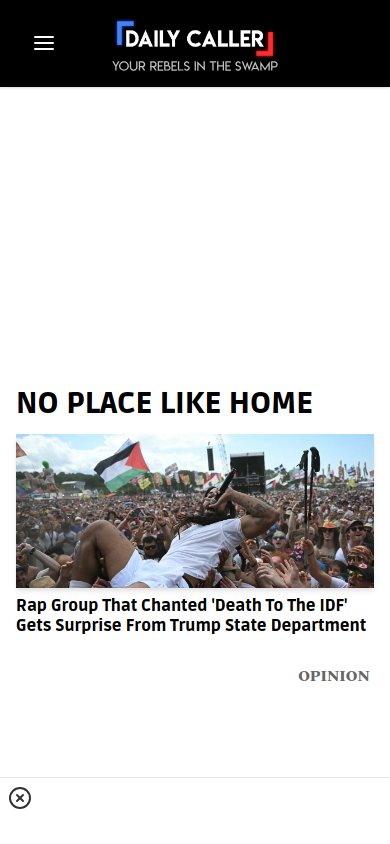 DAILY CALLER
YOUR REBELS IN THE SWAMP
NO PLACE LIKE HOME
Rap Group That Chanted 'Death To The IDF'
Gets Surprise From Trump State Department
OPINION